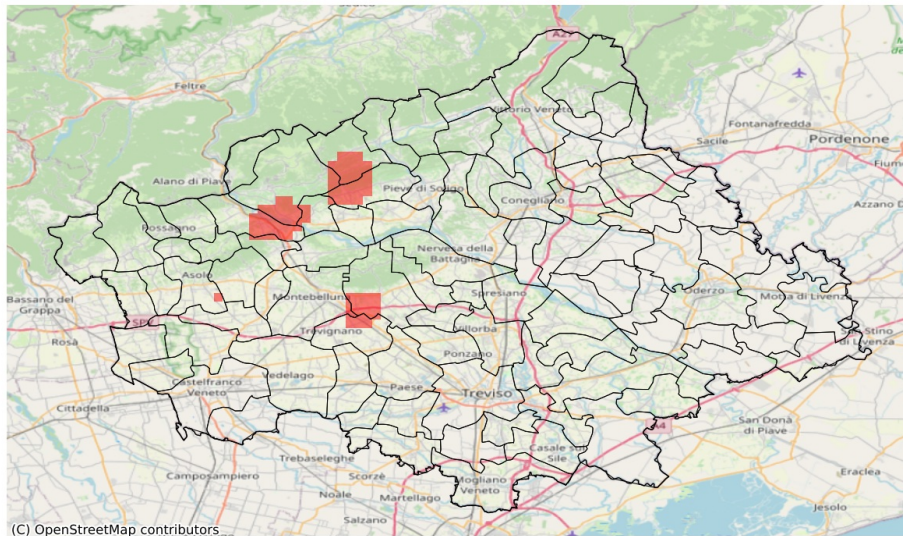 A27
Feltre
Vittorio Veneto
Fontanafredda
Sacile
Pordenone
Fium
Alano di Piave
Pieve di Soligo
Conegliano
Azzano D
Possagno
Nervesa della
Battaglia
Asolo
Bassano del
Grappa
Montebelluna
Spresiano
Oderzo
Motta di Livenza
Rosà
Trevignano
Villorba
di Livenza
Ponzano
Vedelago
Castelfranco
Veneto
Paese
Treviso
Cittadella
A4
San Donà
di Piave
Trebaseleghe
Casale sul
Sile
Camposampiero
Scorzè
Mogliano
Veneto
Eraclea
Noale
Martellago
Jesolo
Salzano
(C) OpenStreetMap contributors